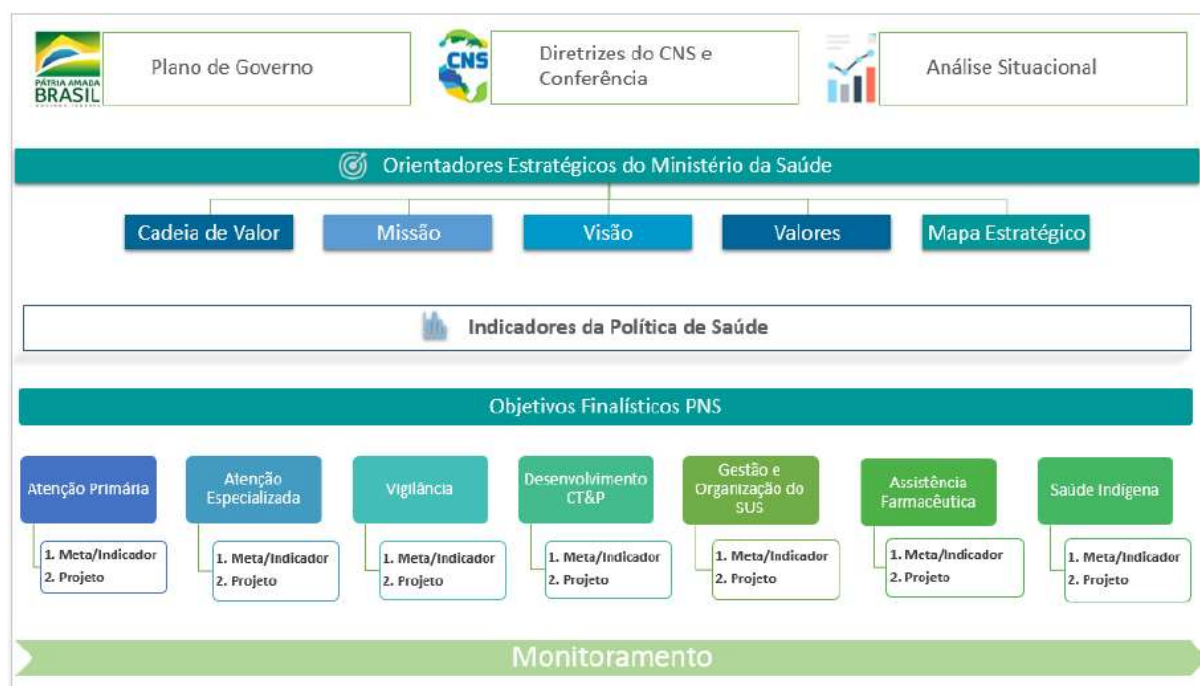 PÁTRIA AMADA
BRASIL
Plano de Governo
CNS
Diretrizes do CNS e
Conferência
Análise Situacional
Orientadores Estratégicos do Ministério da Saúde
Cadeia de Valor
Missão
Visão
Valores
Mapa Estratégico
Indicadores da Política de Saúde
Objetivos Finalísticos PNS
Atenção Primária
1. Meta/Indicador
2. Projeto
Atenção
Especializada
1. Meta/Indicador
2. Projeto
Vigilância
1. Meta/Indicador
2. Projeto
Desenvolvimento
CT&P
1. Meta/Indicador
2. Projeto
Gestão e
Organização do
SUS
1. Meta/Indicador
2. Projeto
Assistência
Farmacêutica
1. Meta/Indicador
2. Projeto
Saúde Indígena
1. Meta/Indicador
2. Projeto
Monitoramento